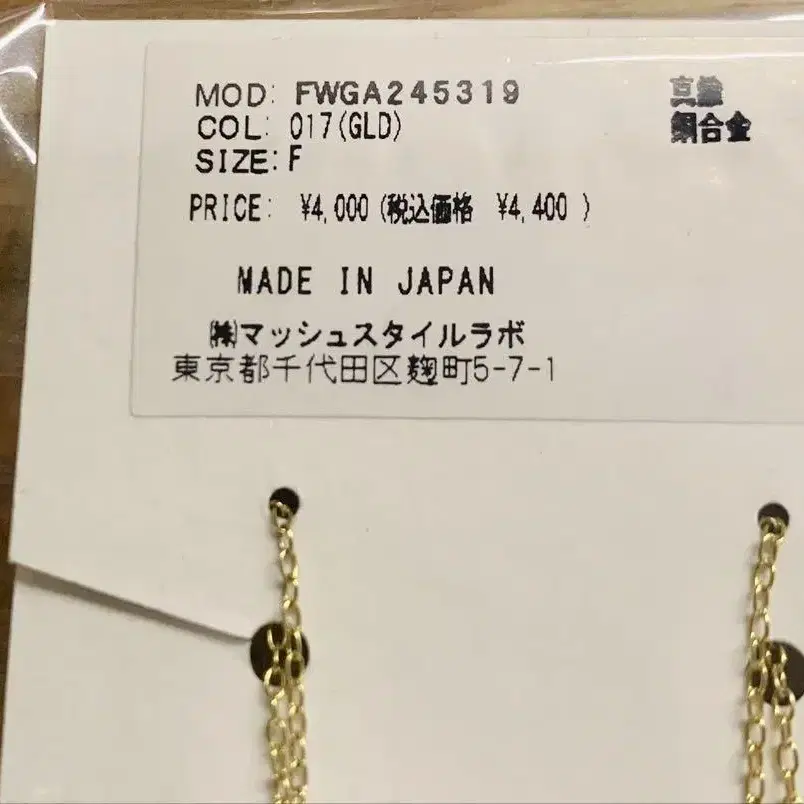 MOD: FWGA245319
真鍮
COL: 017(GLD)
銅合金
SIZE: F
PRICE: ¥4,000 (税込価格 ¥4,400 )
MADE IN JAPAN
㈱マッシュスタイルラボ
東京都千代田区麹町5-7-1